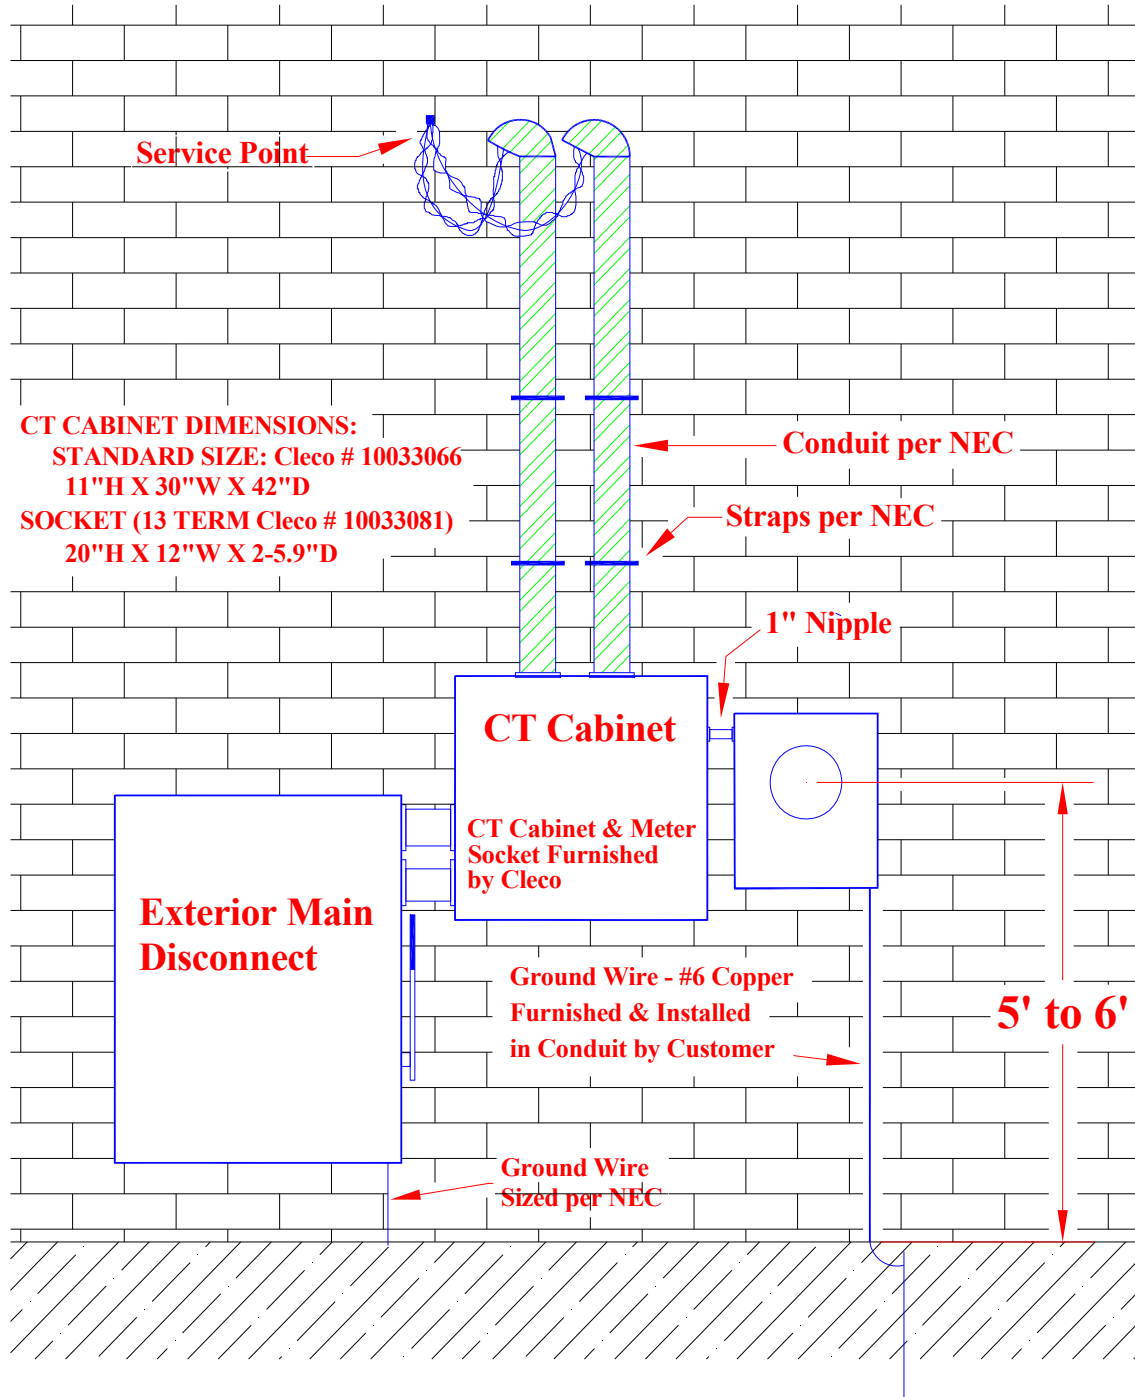 Service Point
CT CABINET DIMENSIONS:
STANDARD SIZE: Cleco # 10033066
11"H X 30"W X 42"D
SOCKET (13 TERM Cleco # 10033081)
20"H X 12"W X 2-5.9"D
Conduit per NEC
Straps per NEC
1" Nipple
CT Cabinet
CT Cabinet & Meter
Socket Furnished
by Cleco
Exterior Main
Disconnect
Ground Wire - #6 Copper
Furnished & Installed
in Conduit by Customer
5' to 6'
Ground Wire
Sized per NEC